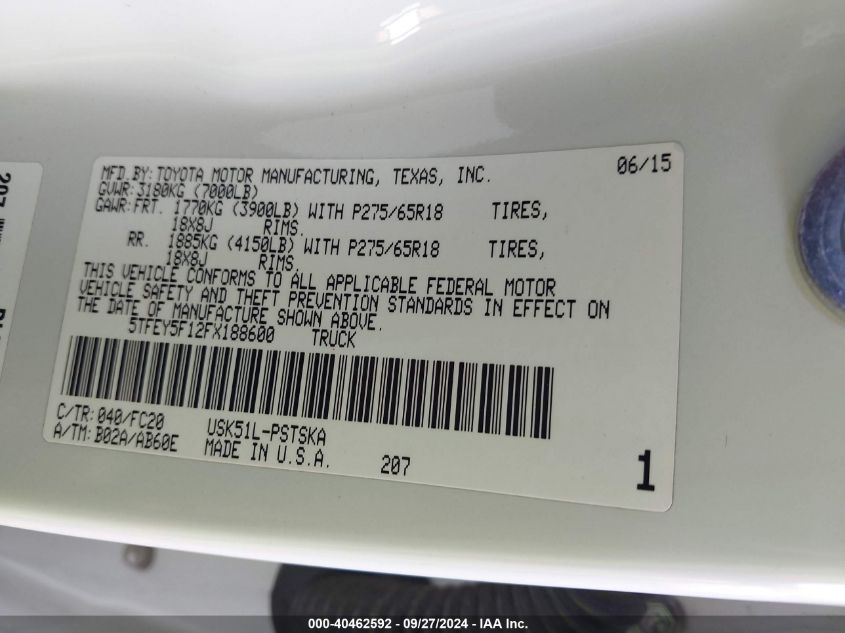 MFD.BY:TOYOTA MOTOR MANUFACTURING, TEXAS, INC. 06/15
GVWR:3180KG (7000LB)
GAWR:FRT. 1770KG (3900LB) WITH P275/65R18 TIRES,
18X8J RIMS.
RR. 1885KG (4150LB) WITH P275/65R18 TIRES,
18X8J RIMS.
THIS VEHICLE CONFORMS TO ALL APPLICABLE FEDERAL MOTOR
VEHICLE SAFETY AND THEFT PREVENTION STANDARDS IN EFFECT ON
THE DATE OF MANUFACTURE SHOWN ABOVE.
5TFEY5F12FX188600 TRUCK
C/TR:040/FC20 USK51L-PSTSKA
A/TM:B02A/AB60E MADE IN U.S.A. 207 1
207
000-40462592 - 09/27/2024 - IAA Inc.